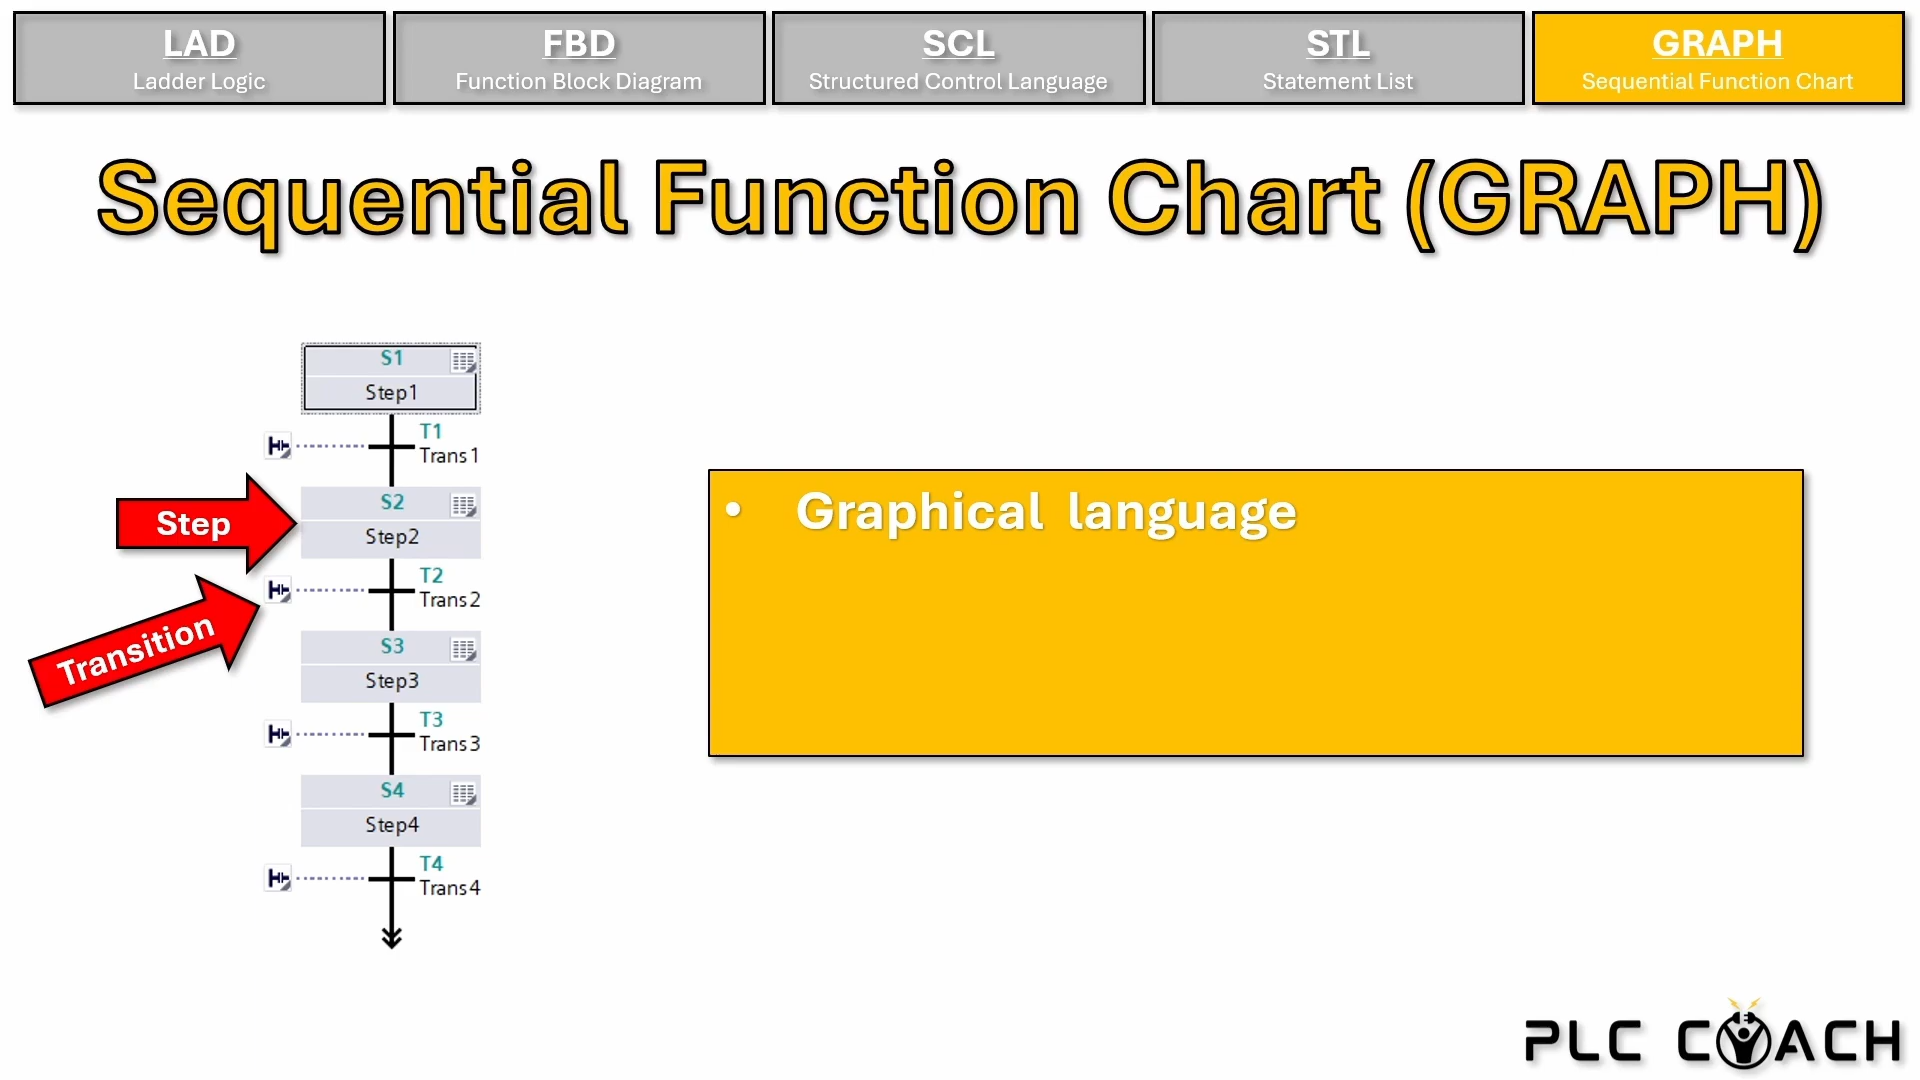 LAD
Ladder Logic
FBD
Function Block Diagram
SCL
Structured Control Language
STL
Statement List
GRAPH
Sequential Function Chart
Sequential Function Chart (GRAPH)
S1
Step1
T1
Trans1
Step
S2
Step2
T2
Trans2
Transition
S3
Step3
T3
Trans3
S4
Step4
T4
Trans4
• Graphical language
PLC COACH